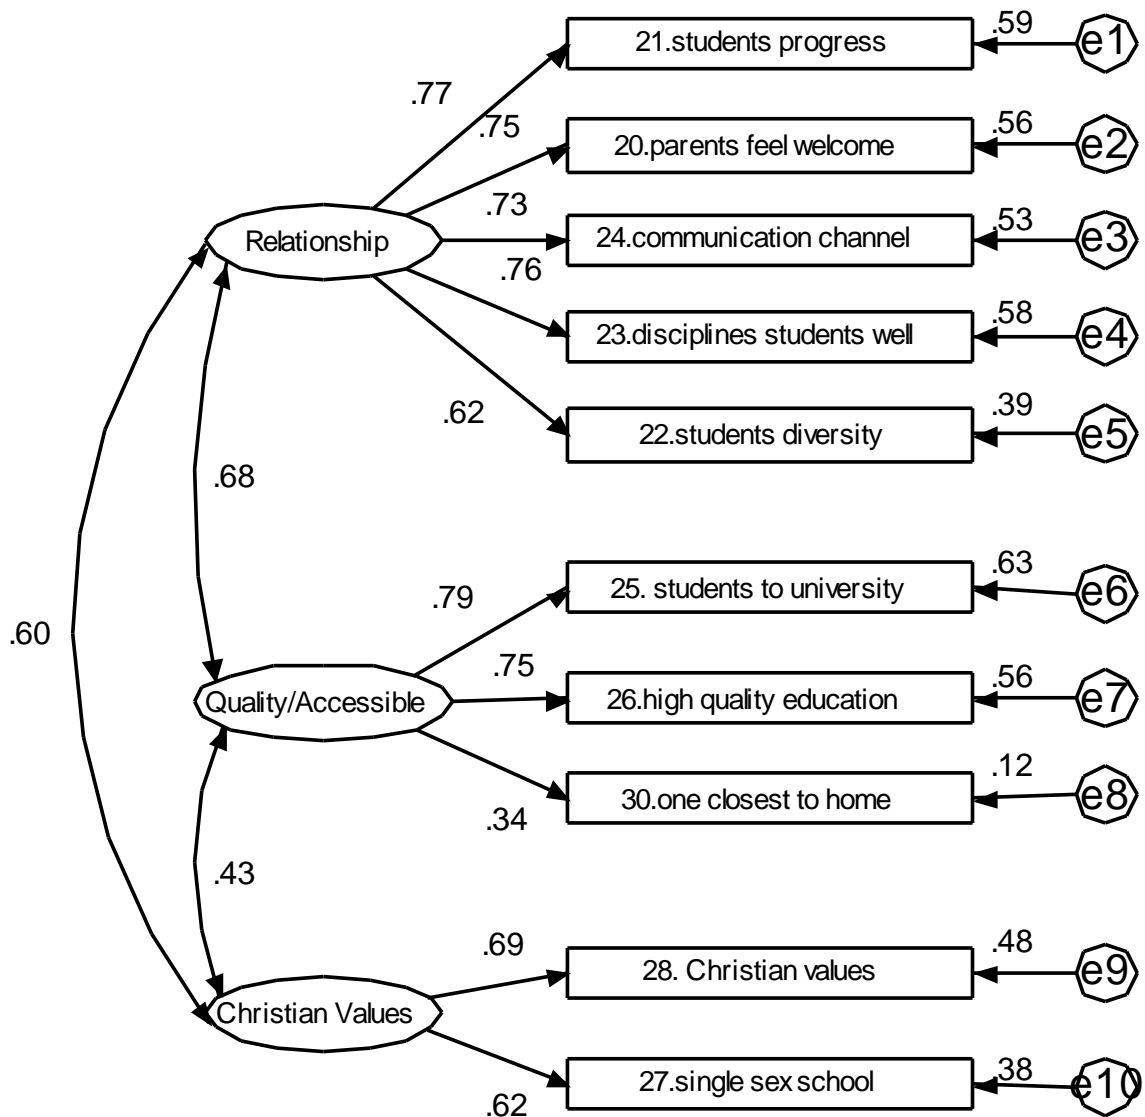 .59
21.students progress
e1
.77
.75
.56
20.parents feel welcome
e2
.73
.53
24.communication channel
e3
Relationship
.76
.58
23.disciplines students well
e4
.62
.39
22.students diversity
e5
.68
.63
25. students to university
e6
.79
.60
.75
.56
26.high quality education
e7
Quality/Accessible
.12
30.one closest to home
e8
.34
.43
.69
.48
28. Christian values
e9
Christian Values
.38
27.single sex school
e10
.62